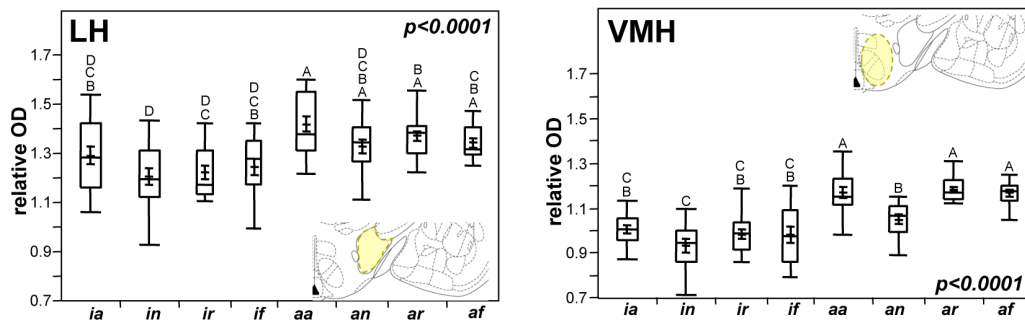 LH
p<0.0001
relative OD
1.7
1.5
1.3
1.1
0.9
0.7
D
C
B
D
D
C
D
C
B
A
D
C
B
A
B
A
C
B
A
ia in ir if aa an ar af
VMH
relative OD
1.7
1.5
1.3
1.1
0.9
0.7
C
B
C
C
B
C
B
A
B
A
A
p<0.0001
ia in ir if aa an ar af